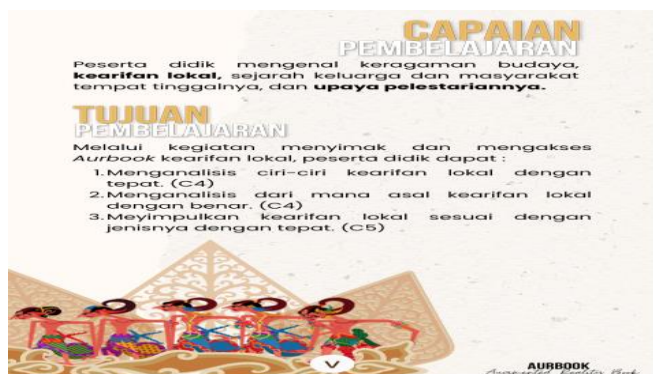 CAPAIAN
PEMBELAJARAN
Peserta didik mengenal keragaman budaya,
kearifan lokal, sejarah keluarga dan masyarakat
tempat tinggalnya, dan upaya pelestariannya.
TUJUAN
PEMBELAJARAN
Melalui kegiatan menyimak dan mengakses
Aurbook kearifan lokal, peserta didik dapat :
1. Menganalisis ciri-ciri kearifan lokal dengan
tepat. (C4)
2. Menganalisis dari mana asal kearifan lokal
dengan benar. (C4)
3. Meyimpulkan kearifan lokal sesuai dengan
jenisnya dengan tepat. (C5)
V
AURBOOK
Augmented Reality Book